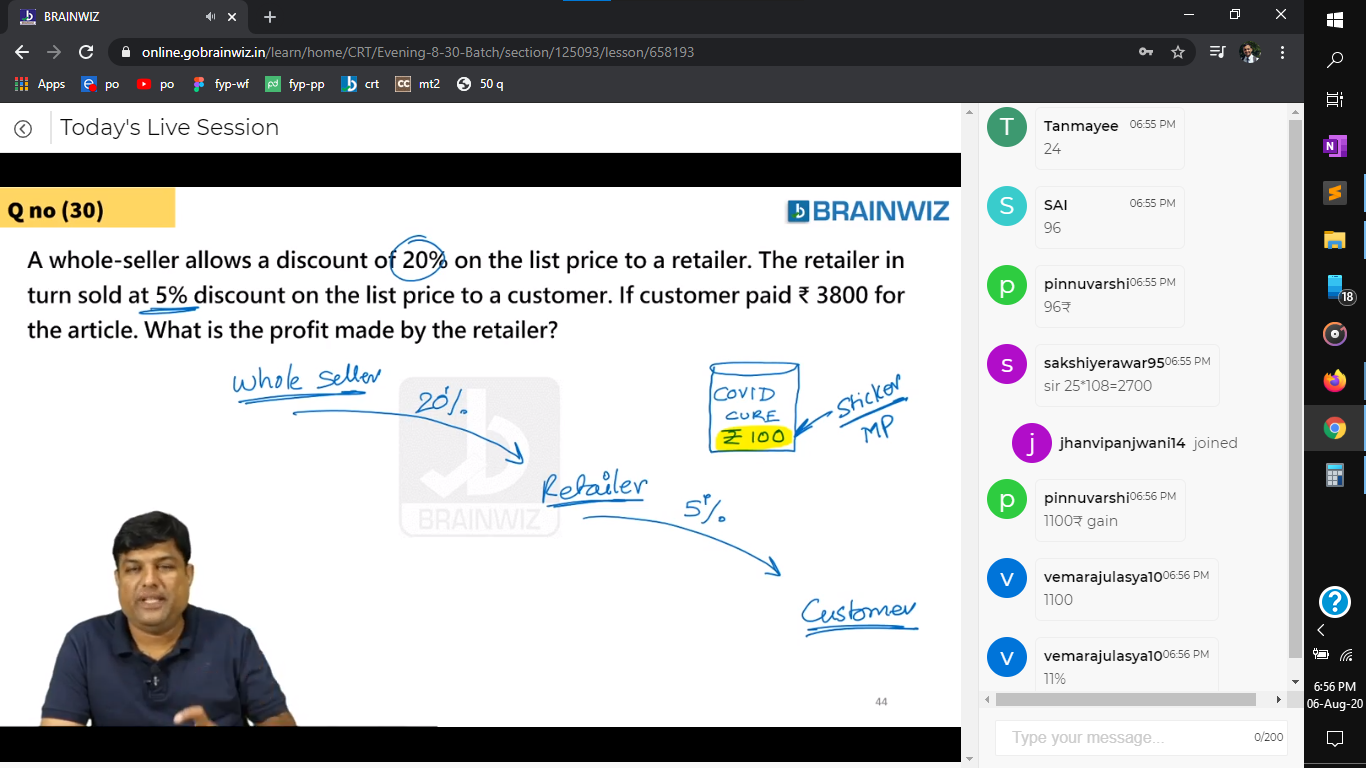 BRAINWIZ
online.gobrainwiz.in/learn/home/CRT/Evening-8-30-Batch/section/125093/lesson/658193
Apps po po fyp-wf fyp-pp crt CC mt2 50 q
Today's Live Session
Q no (30)
BRAINWIZ
A whole-seller allows a discount of 20% on the list price to a retailer. The retailer in
turn sold at 5% discount on the list price to a customer. If customer paid ₹ 3800 for
the article. What is the profit made by the retailer?
Whole seller
20%
COVID
CURE
₹ 100
Sticker
MP
Retailer
5%
BRAINWIZ
Customer
44
T
Tanmayee 06:55 PM
24
S
SAI 06:55 PM
96
p
pinnuvarshi 06:55 PM
96₹
s
sakshiyerawar95 06:55 PM
sir 25*108=2700
j
jhanvipanjwani14 joined
p
pinnuvarshi 06:56 PM
1100₹ gain
v
vemarajulasya10 06:56 PM
1100
v
vemarajulasya10 06:56 PM
11%
Type your message... 0/200
N
18
?
6:56 PM
06-Aug-20